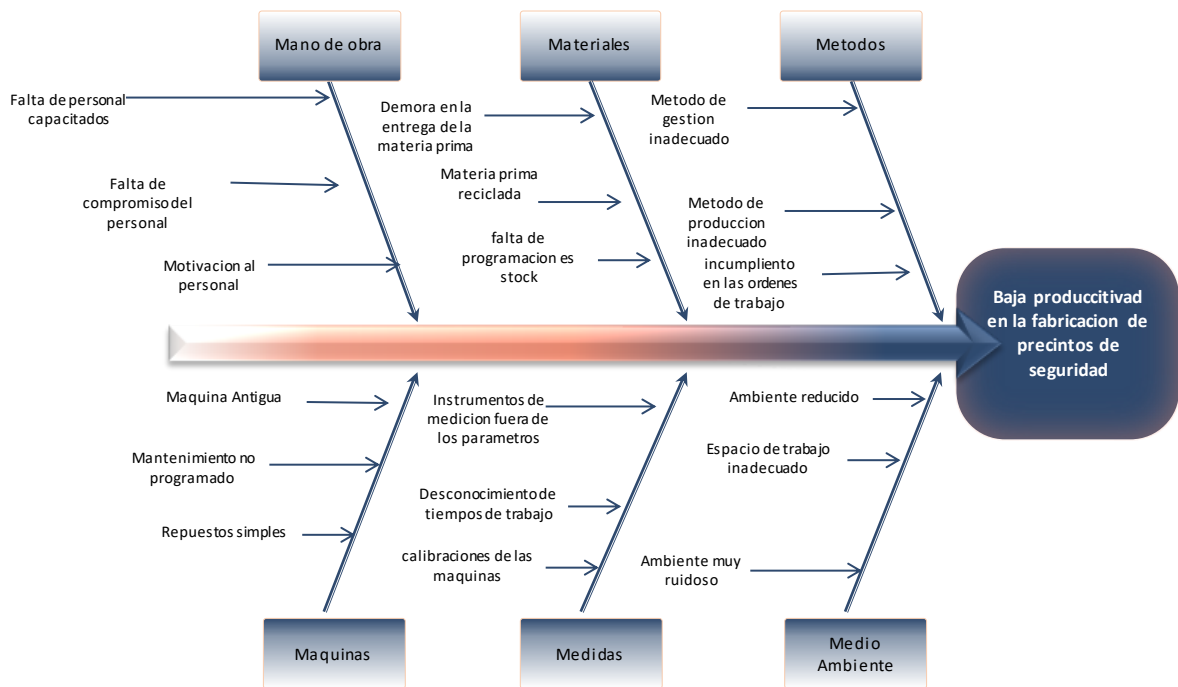 Mano de obra
Materiales
Metodos
Falta de personal
capacitados
Falta de
compromiso del
personal
Motivacion al
personal
Demora en la
entrega de la
materia prima
Materia prima
reciclada
falta de
programacion es
stock
Metodo de
gestion
inadecuado
Metodo de
produccion
inadecuado
incumpliento
en las ordenes
de trabajo
Baja produccitivad
en la fabricacion de
precintos de
seguridad
Maquina Antigua
Mantenimiento no
programado
Repuestos simples
Instrumentos de
medicion fuera de
los parametros
Desconocimiento de
tiempos de trabajo
calibraciones de las
maquinas
Ambiente reducido
Espacio de trabajo
inadecuado
Ambiente muy
ruidoso
Maquinas
Medidas
Medio
Ambiente